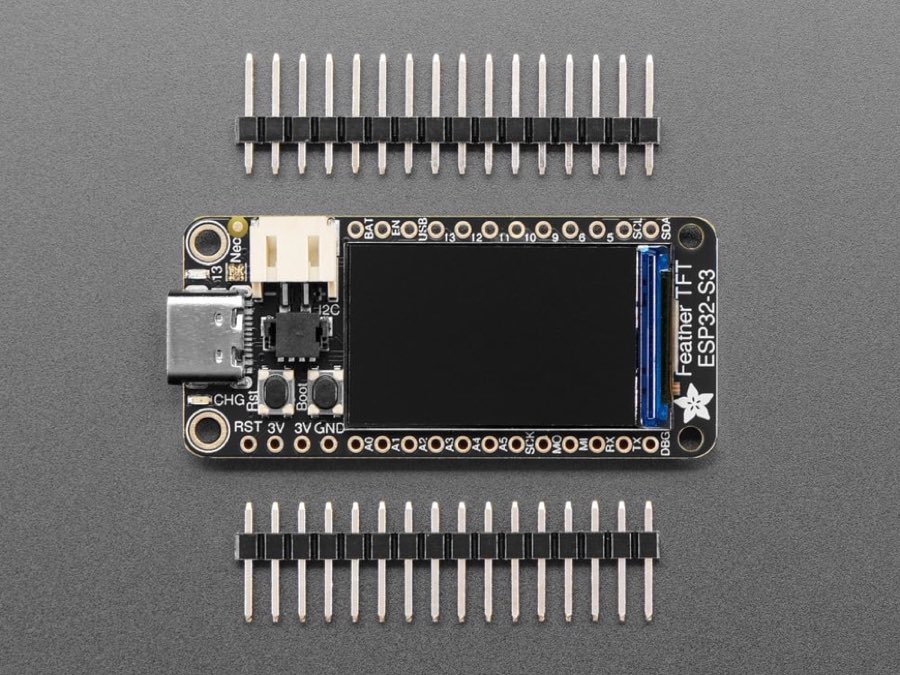 BAT EN USB 13 12 11 10 9 6 5 SCL SDA
Neo
13
I2C
Feather TFT
ESP32-S3
CHG
Rst
Boot
RST 3V 3V GND A0 A1 A2 A3 A4 A5 SCK MO MI RX TX DBG